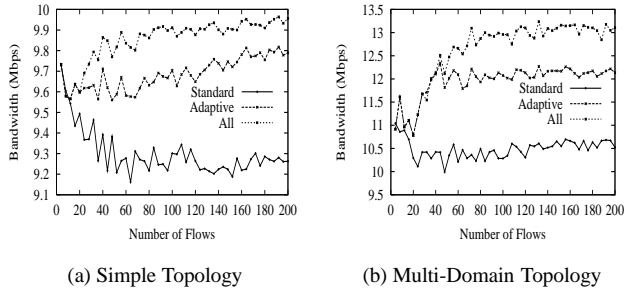 10
9.9
9.8
9.7
9.6
9.5
9.4
9.3
9.2
9.1
Bandwidth (Mbps)
Standard
Adaptive
All
0 20 40 60 80 100 120 140 160 180 200
Number of Flows
(a) Simple Topology
13.5
13
12.5
12
11.5
11
10.5
10
9.5
Bandwidth (Mbps)
Standard
Adaptive
All
0 20 40 60 80 100 120 140 160 180 200
Number of Flows
(b) Multi-Domain Topology